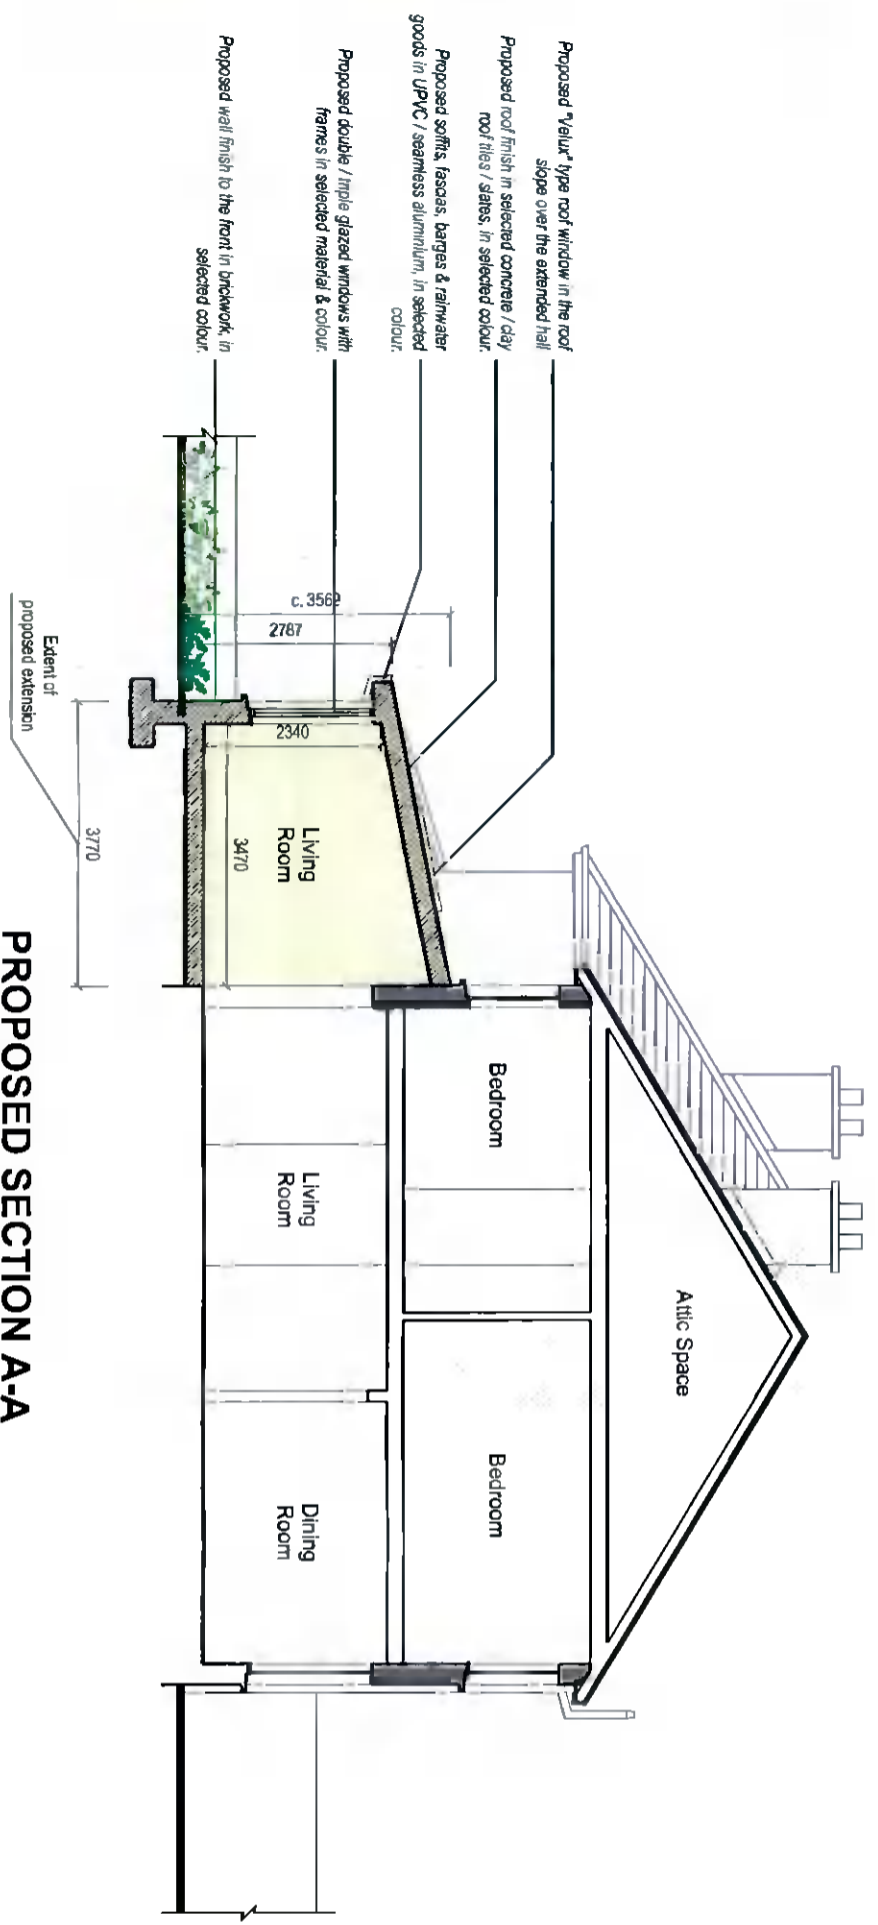 Proposed "Velux" type roof window in the roof
slope over the extended hall
Proposed roof finish in selected concrete / clay
roof tiles / slates, in selected colour.
Proposed soffits, fascias, barges & rainwater
goods in UPVC / seamless aluminium, in selected
colour.
Proposed double / triple glazed windows with
frames in selected material & colour.
Proposed wall finish to the front in brickwork, in
selected colour.
c. 3562
2787
2340
3470
3770
Extent of
proposed extension
Living
Room
Bedroom
Living
Room
Attic Space
Bedroom
Dining
Room
PROPOSED SECTION A-A